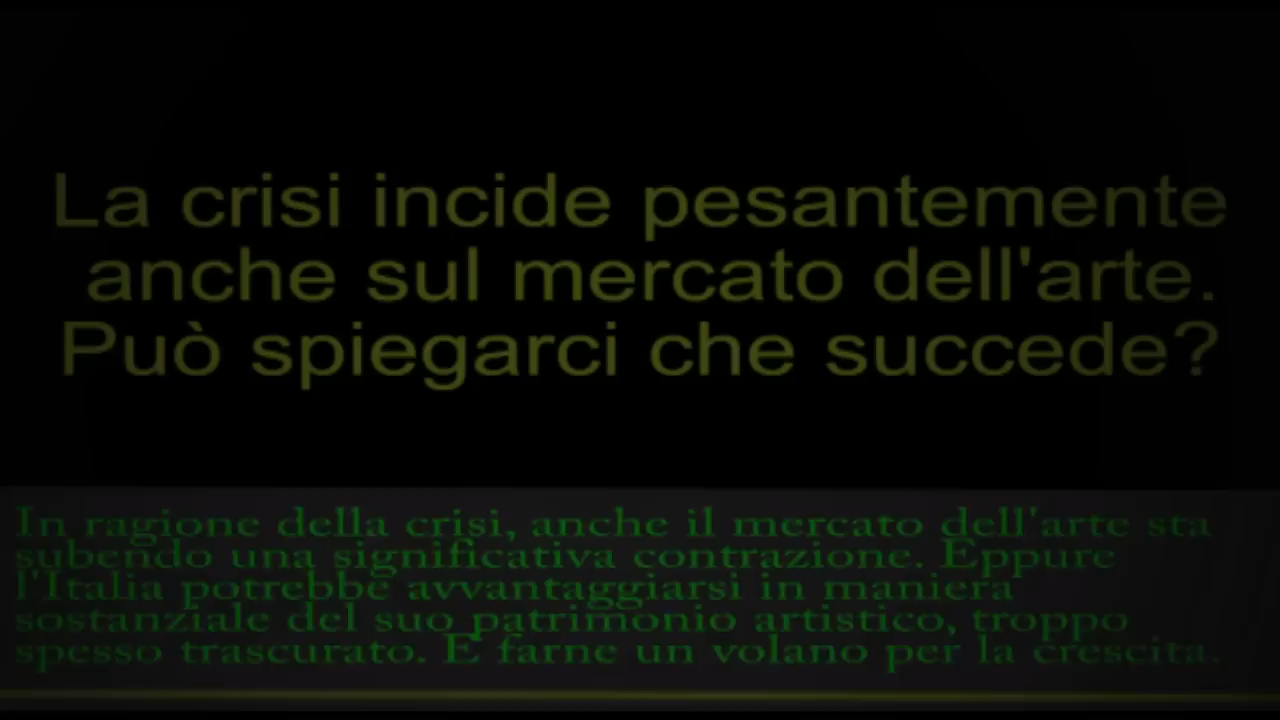 La crisi incide pesantemente
anche sul mercato dell'arte.
Può spiegarci che succede?
In ragione della crisi, anche il mercato dell'arte sta
subendo una significativa contrazione. Eppure
l'Italia potrebbe avvantaggiarsi in maniera
sostanziale del suo patrimonio artistico, troppo
spesso trascurato. E farne un volano per la crescita.